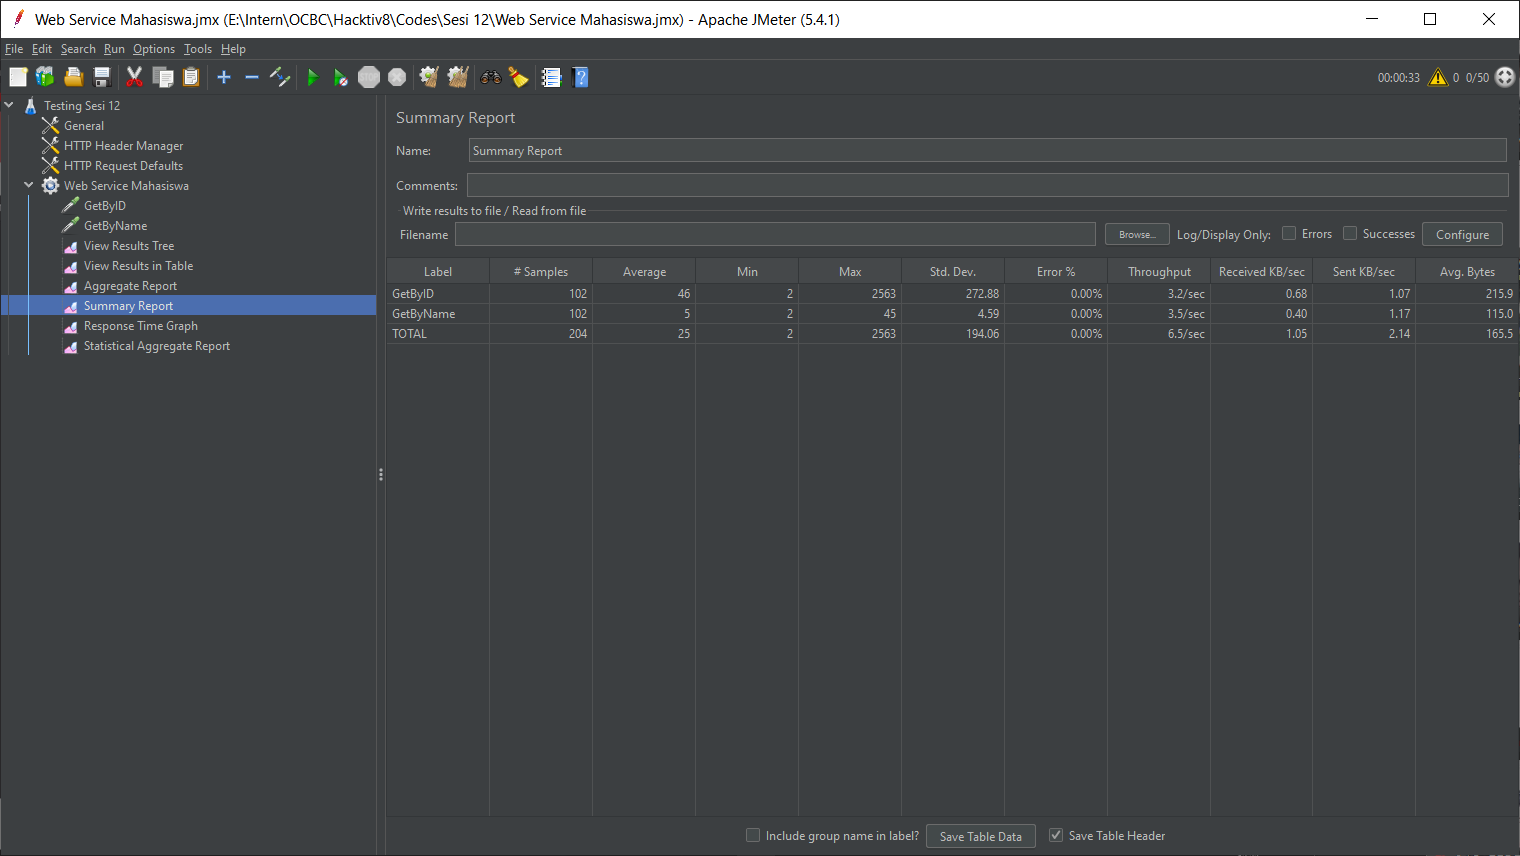 Web Service Mahasiswa.jmx (E:\Intern\OCBC\Hacktiv8\Codes\Sesi 12\Web Service Mahasiswa.jmx) - Apache JMeter (5.4.1)
File Edit Search Run Options Tools Help
STOP 00:00:33 0 0/50
Testing Sesi 12
General
HTTP Header Manager
HTTP Request Defaults
Web Service Mahasiswa
GetByID
GetByName
View Results Tree
View Results in Table
Aggregate Report
Summary Report
Response Time Graph
Statistical Aggregate Report
Summary Report
Name: Summary Report
Comments:
Write results to file / Read from file
Filename Browse... Log/Display Only: Errors Successes Configure
Label # Samples Average Min Max Std. Dev. Error % Throughput Received KB/sec Sent KB/sec Avg. Bytes
GetByID 102 46 2 2563 272.88 0.00% 3.2/sec 0.68 1.07 215.9
GetByName 102 5 2 45 4.59 0.00% 3.5/sec 0.40 1.17 115.0
TOTAL 204 25 2 2563 194.06 0.00% 6.5/sec 1.05 2.14 165.5
Include group name in label? Save Table Data Save Table Header